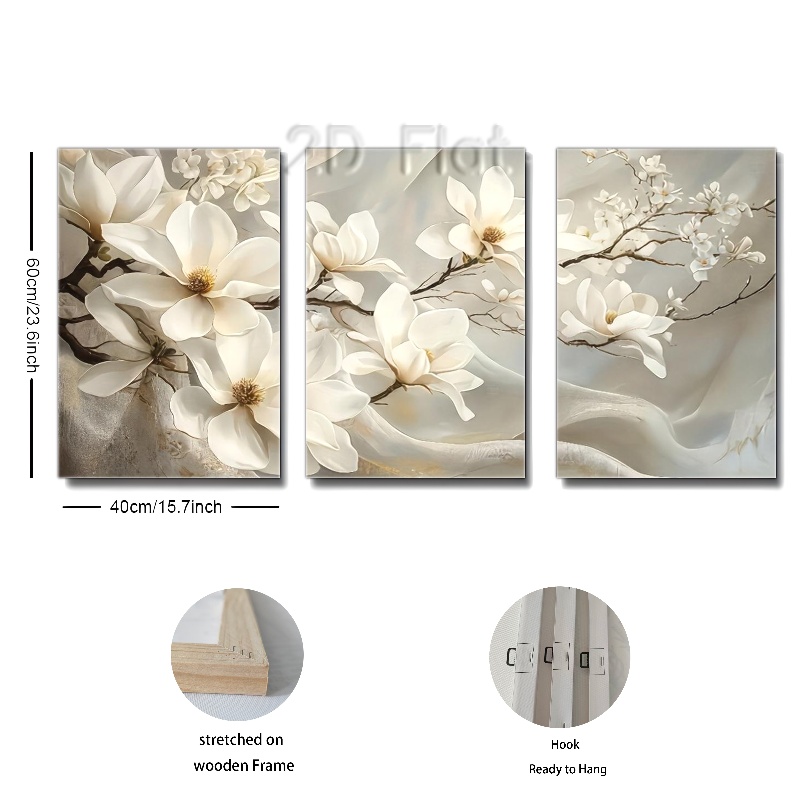 2D Flat
60cm/23.6inch
40cm/15.7inch
stretched on
wooden Frame
Hook
Ready to Hang